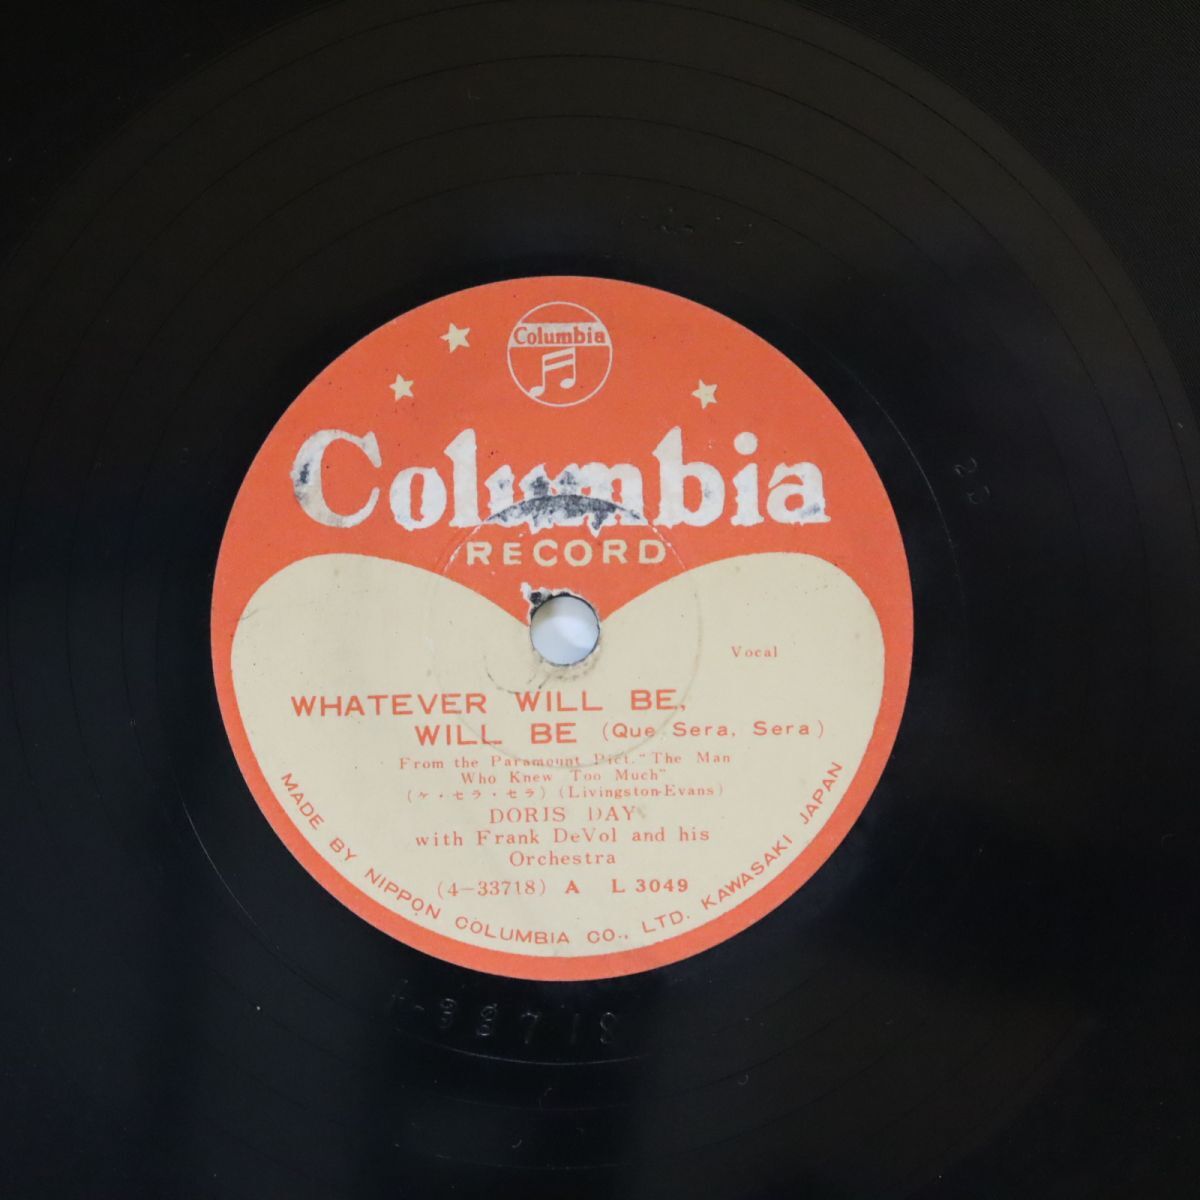 Columbia
Columbia
RECORD
Vocal
WHATEVER WILL BE,
WILL BE (Que Sera, Sera)
From the Paramount Pict. "The Man
Who Knew Too Much"
(ケ・セラ・セラ) (Livingston-Evans)
DORIS DAY
with Frank DeVol and his
Orchestra
(4-33718) A L 3049
MADE BY NIPPON COLUMBIA CO., LTD. KAWASAKI JAPAN
-33718